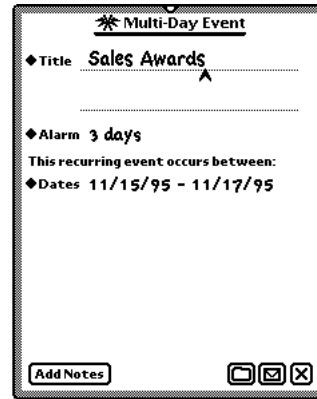 Multi-Day Event
Title Sales Awards
Alarm 3 days
This recurring event occurs between:
Dates 11/15/95 - 11/17/95
Add Notes